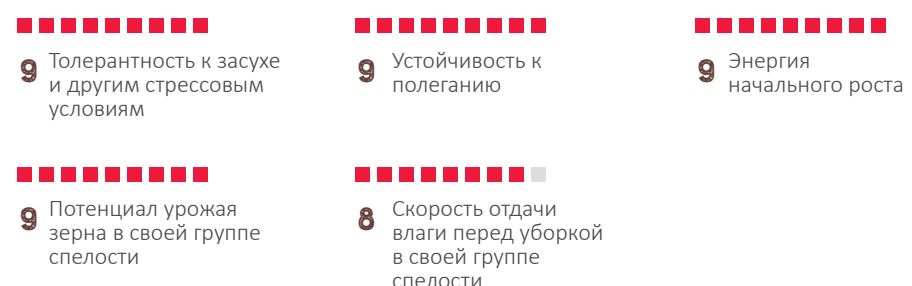 9 Толерантность к засухе
и другим стрессовым
условиям
9 Устойчивость к
полеганию
9 Энергия
начального роста
9 Потенциал урожая
зерна в своей группе
спелости
8 Скорость отдачи
влаги перед уборкой
в своей группе
спелости